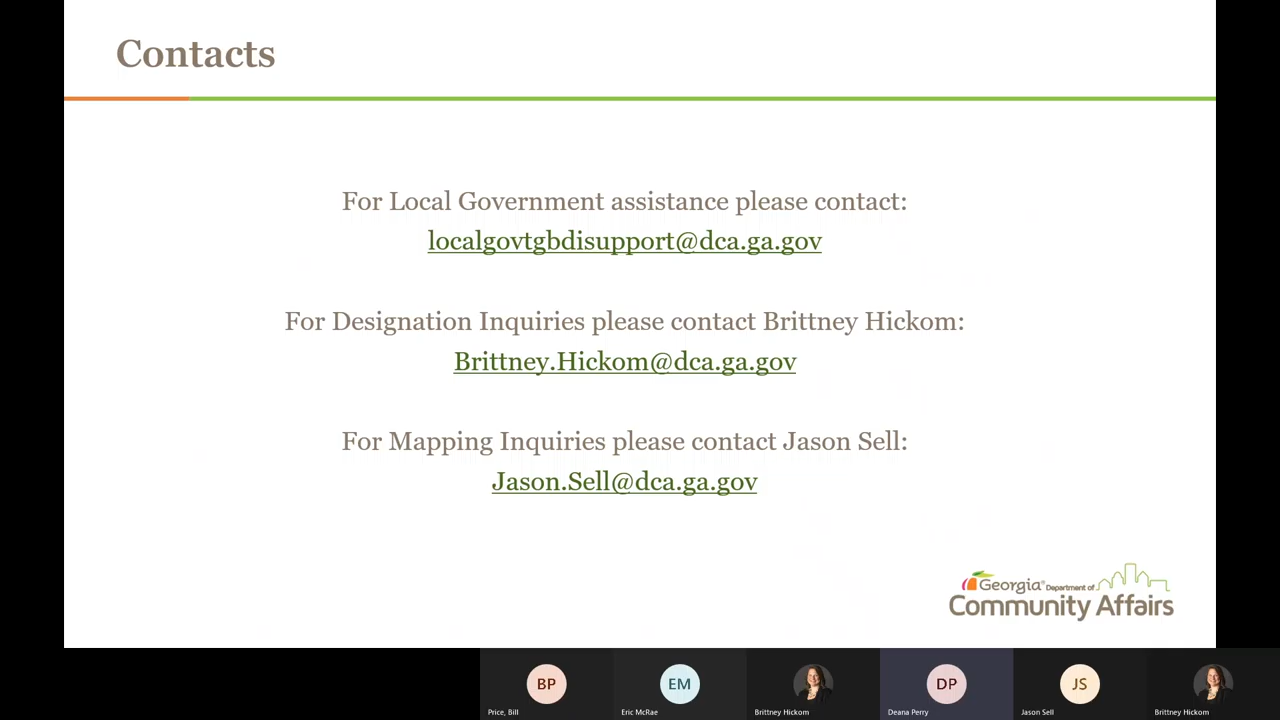 Contacts
For Local Government assistance please contact:
localgovtgbdisupport@dca.ga.gov
For Designation Inquiries please contact Brittney Hickom:
Brittney.Hickom@dca.ga.gov
For Mapping Inquiries please contact Jason Sell:
Jason.Sell@dca.ga.gov
Georgia® Department of
Community Affairs
BP
EM
DP
JS
Price, Bill
Eric McRae
Brittney Hickom
Deana Perry
Jason Sell
Brittney Hickom